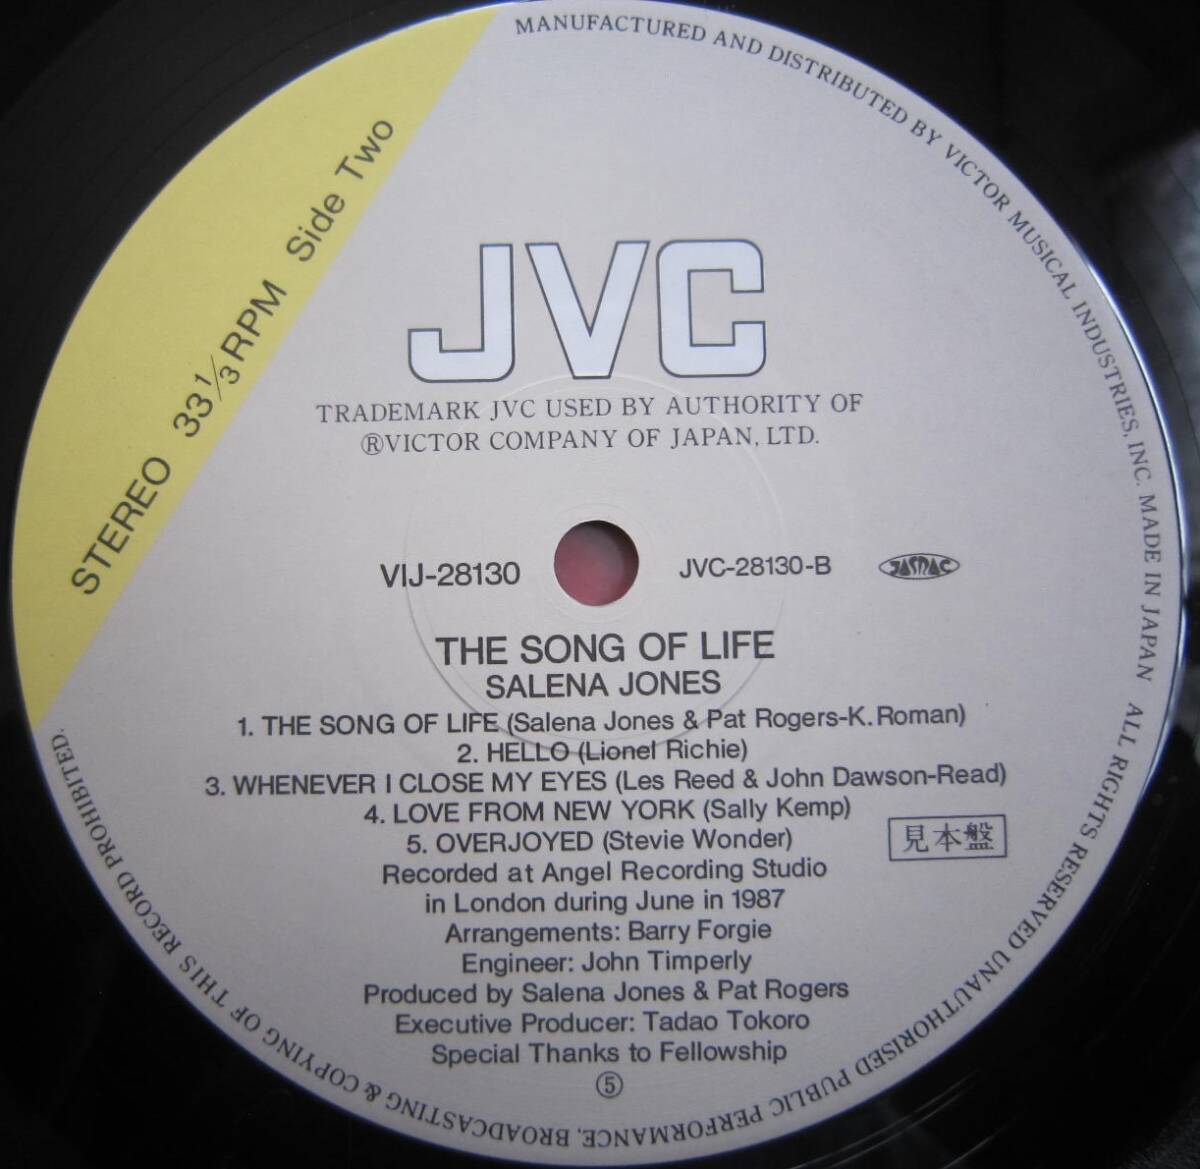 MANUFACTURED AND DISTRIBUTED BY VICTOR MUSICAL INDUSTRIES, INC. MADE IN JAPAN ALL RIGHTS RESERVED UNAUTHORISED PUBLIC PERFORMANCE, BROADCASTING & COPYING OF THIS RECORD PROHIBITED.
STEREO 33 1/3 RPM Side Two
JVC
TRADEMARK JVC USED BY AUTHORITY OF
®VICTOR COMPANY OF JAPAN, LTD.
VIJ-28130 JVC-28130-B JASRAC
THE SONG OF LIFE
SALENA JONES
1. THE SONG OF LIFE (Salena Jones & Pat Rogers-K. Roman)
2. HELLO (Lionel Richie)
3. WHENEVER I CLOSE MY EYES (Les Reed & John Dawson-Read)
4. LOVE FROM NEW YORK (Sally Kemp)
5. OVERJOYED (Stevie Wonder)
見本盤
Recorded at Angel Recording Studio
in London during June in 1987
Arrangements: Barry Forgie
Engineer: John Timperly
Produced by Salena Jones & Pat Rogers
Executive Producer: Tadao Tokoro
Special Thanks to Fellowship
⑤